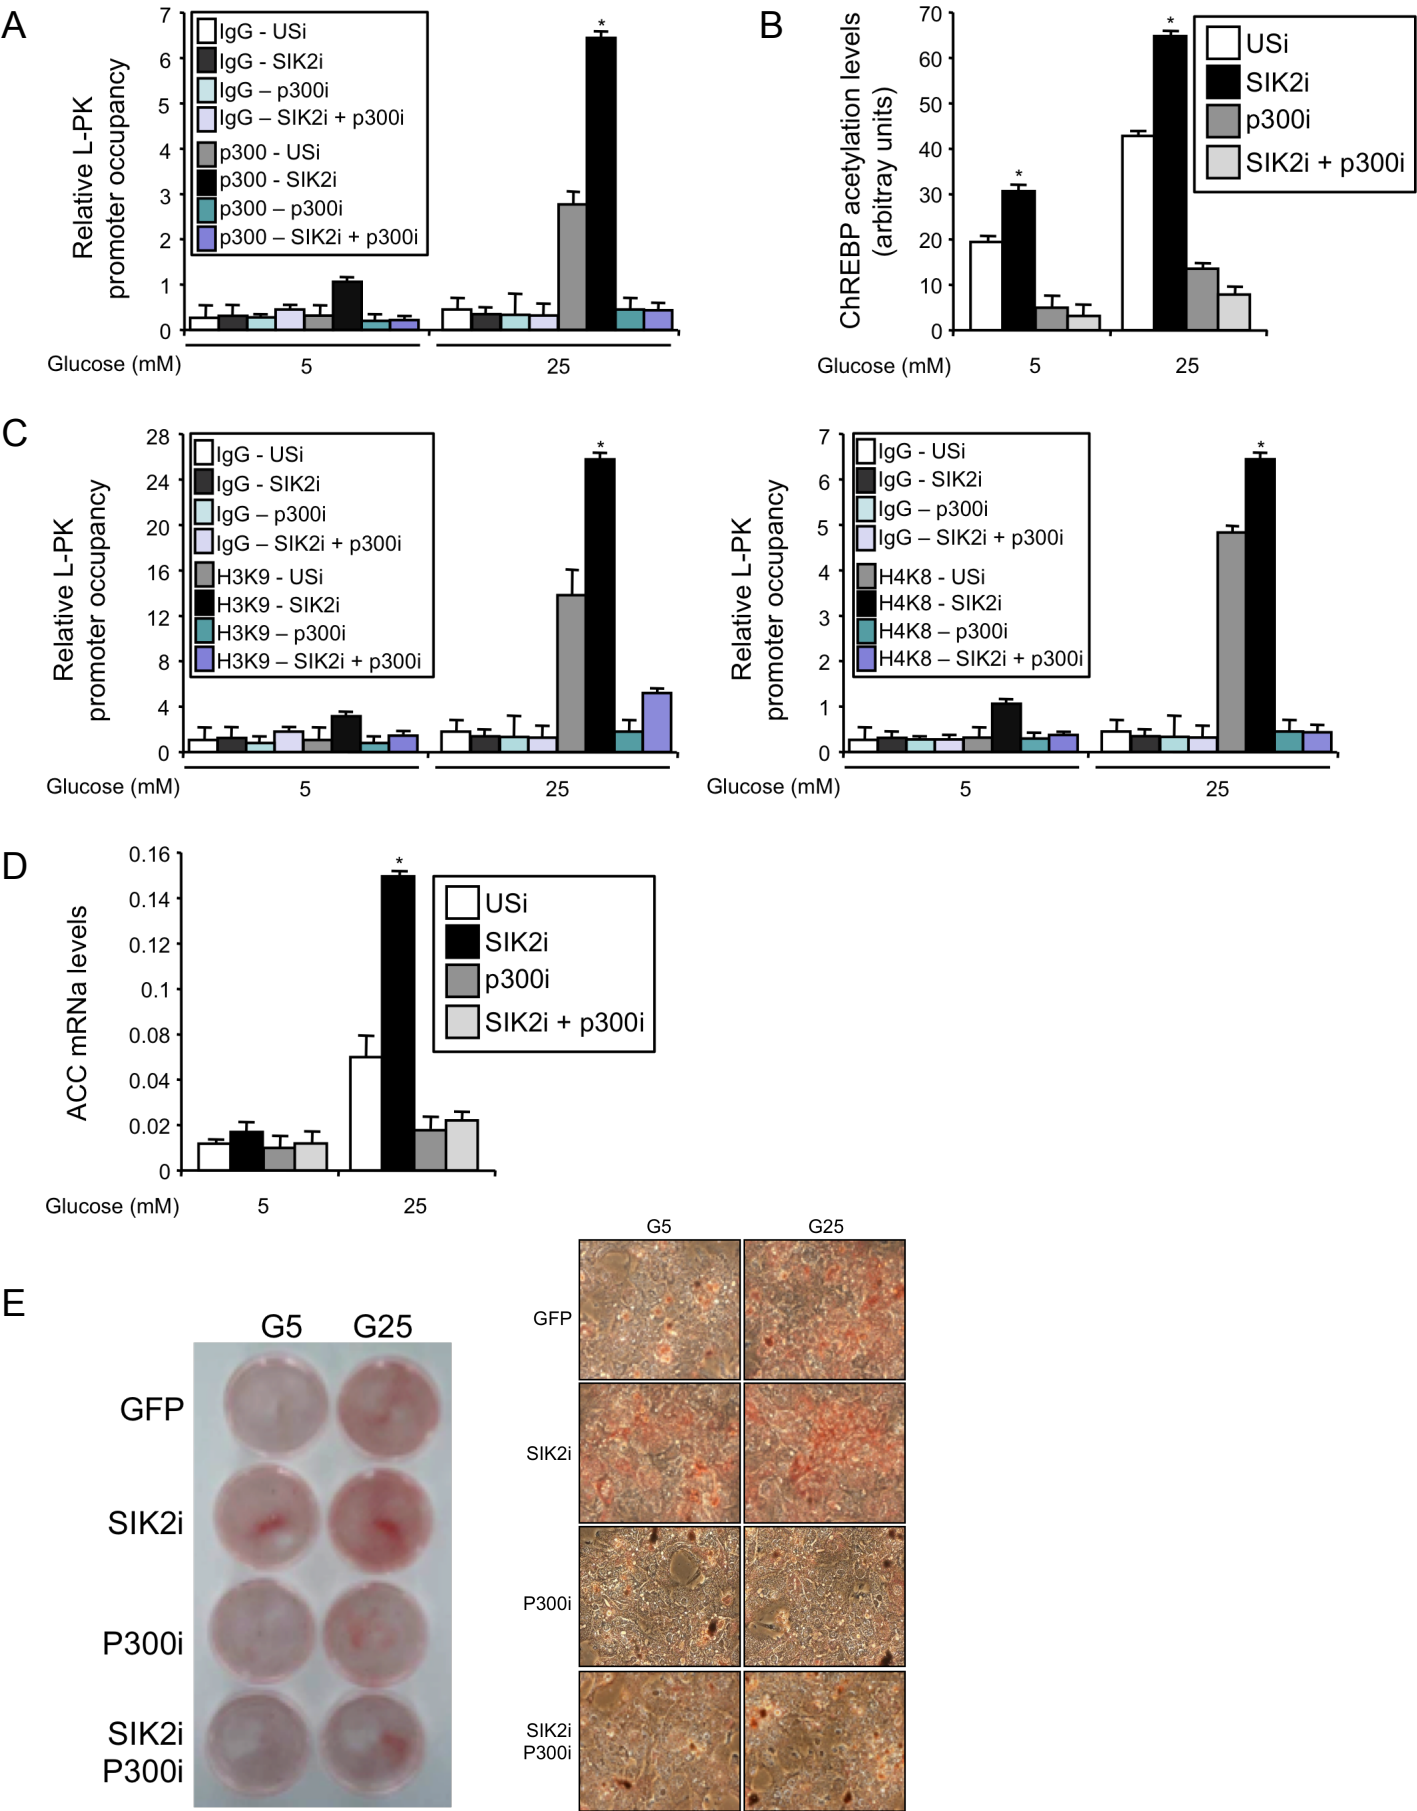 A
Relative L-PK
promoter occupancy
7
6
5
4
3
2
1
0
IgG - USi
IgG - SIK2i
IgG – p300i
IgG – SIK2i + p300i
p300 - USi
p300 - SIK2i
p300 – p300i
p300 – SIK2i + p300i
*
Glucose (mM)
5
25
B
ChREBP acetylation levels
(arbitray units)
70
60
50
40
30
20
10
0
*
*
USi
SIK2i
p300i
SIK2i + p300i
Glucose (mM)
5
25
C
Relative L-PK
promoter occupancy
28
24
20
16
12
8
4
0
IgG - USi
IgG - SIK2i
IgG – p300i
IgG – SIK2i + p300i
H3K9 - USi
H3K9 - SIK2i
H3K9 – p300i
H3K9 – SIK2i + p300i
*
Glucose (mM)
5
25
Relative L-PK
promoter occupancy
7
6
5
4
3
2
1
0
IgG - USi
IgG - SIK2i
IgG – p300i
IgG – SIK2i + p300i
H4K8 - USi
H4K8 - SIK2i
H4K8 – p300i
H4K8 – SIK2i + p300i
*
Glucose (mM)
5
25
D
ACC mRNa levels
0.16
0.14
0.12
0.1
0.08
0.04
0.02
0
*
USi
SIK2i
p300i
SIK2i + p300i
Glucose (mM)
5
25
E
G5 G25
GFP
SIK2i
P300i
SIK2i
P300i
G5 G25
GFP
SIK2i
P300i
SIK2i
P300i